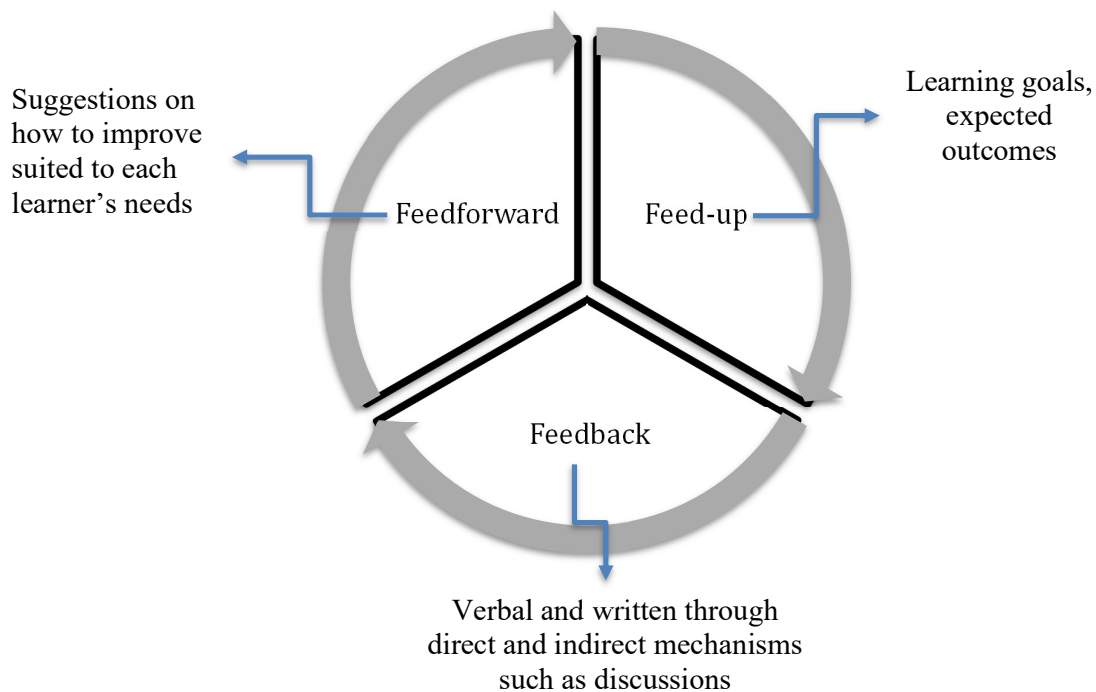 Learning goals,
expected
outcomes
Suggestions on
how to improve
suited to each
learner’s needs
Feedforward
Feed-up
Feedback
Verbal and written through
direct and indirect mechanisms
such as discussions